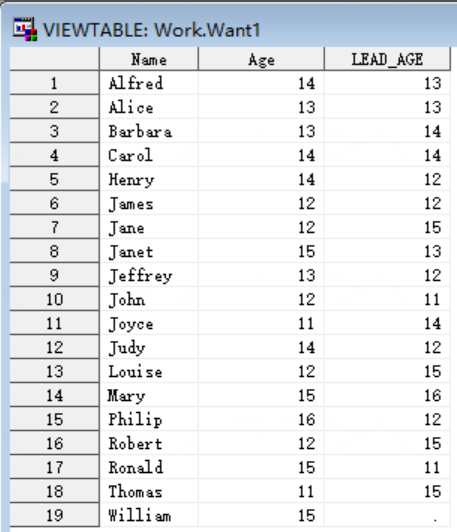 VIEWTABLE: Work.Want1
Name Age LEAD_AGE
1 Alfred 14 13
2 Alice 13 13
3 Barbara 13 14
4 Carol 14 14
5 Henry 14 12
6 James 12 12
7 Jane 12 15
8 Janet 15 13
9 Jeffrey 13 12
10 John 12 11
11 Joyce 11 14
12 Judy 14 12
13 Louise 12 15
14 Mary 15 16
15 Philip 16 12
16 Robert 12 15
17 Ronald 15 11
18 Thomas 11 15
19 William 15 .